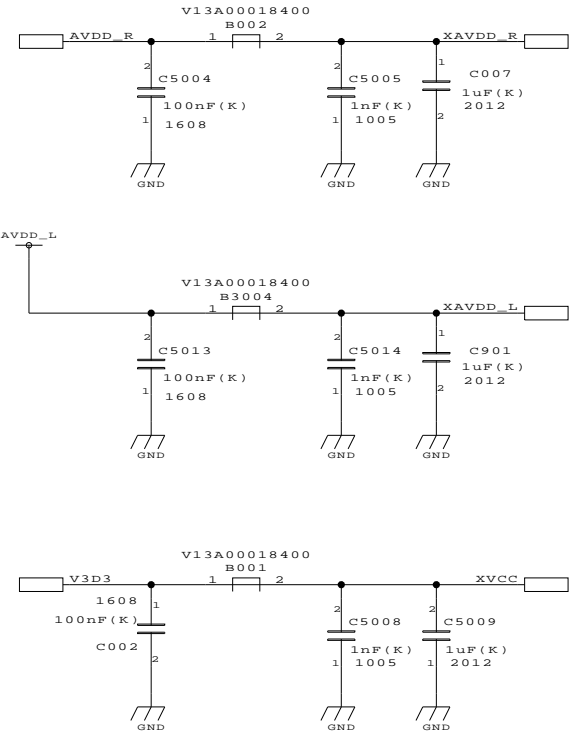 V13A00018400
B002
AVDD_R 1 2 XAVDD_R
2 2 1
C5004 C5005 C007
100nF(K) 1nF(K) 1uF(K)
1 1608 1 1005 2012
2
GND GND GND
AVDD_L
V13A00018400
B3004
1 2 XAVDD_L
2 2 1
C5013 C5014 C901
100nF(K) 1nF(K) 1uF(K)
1 1608 1 1005 2 2012
GND GND GND
V13A00018400
B001
V3D3 1 2 XVCC
1608 1 2 2
100nF(K) C5008 C5009
C002 2 1nF(K) 1uF(K)
1 1005 1 2012
GND GND GND